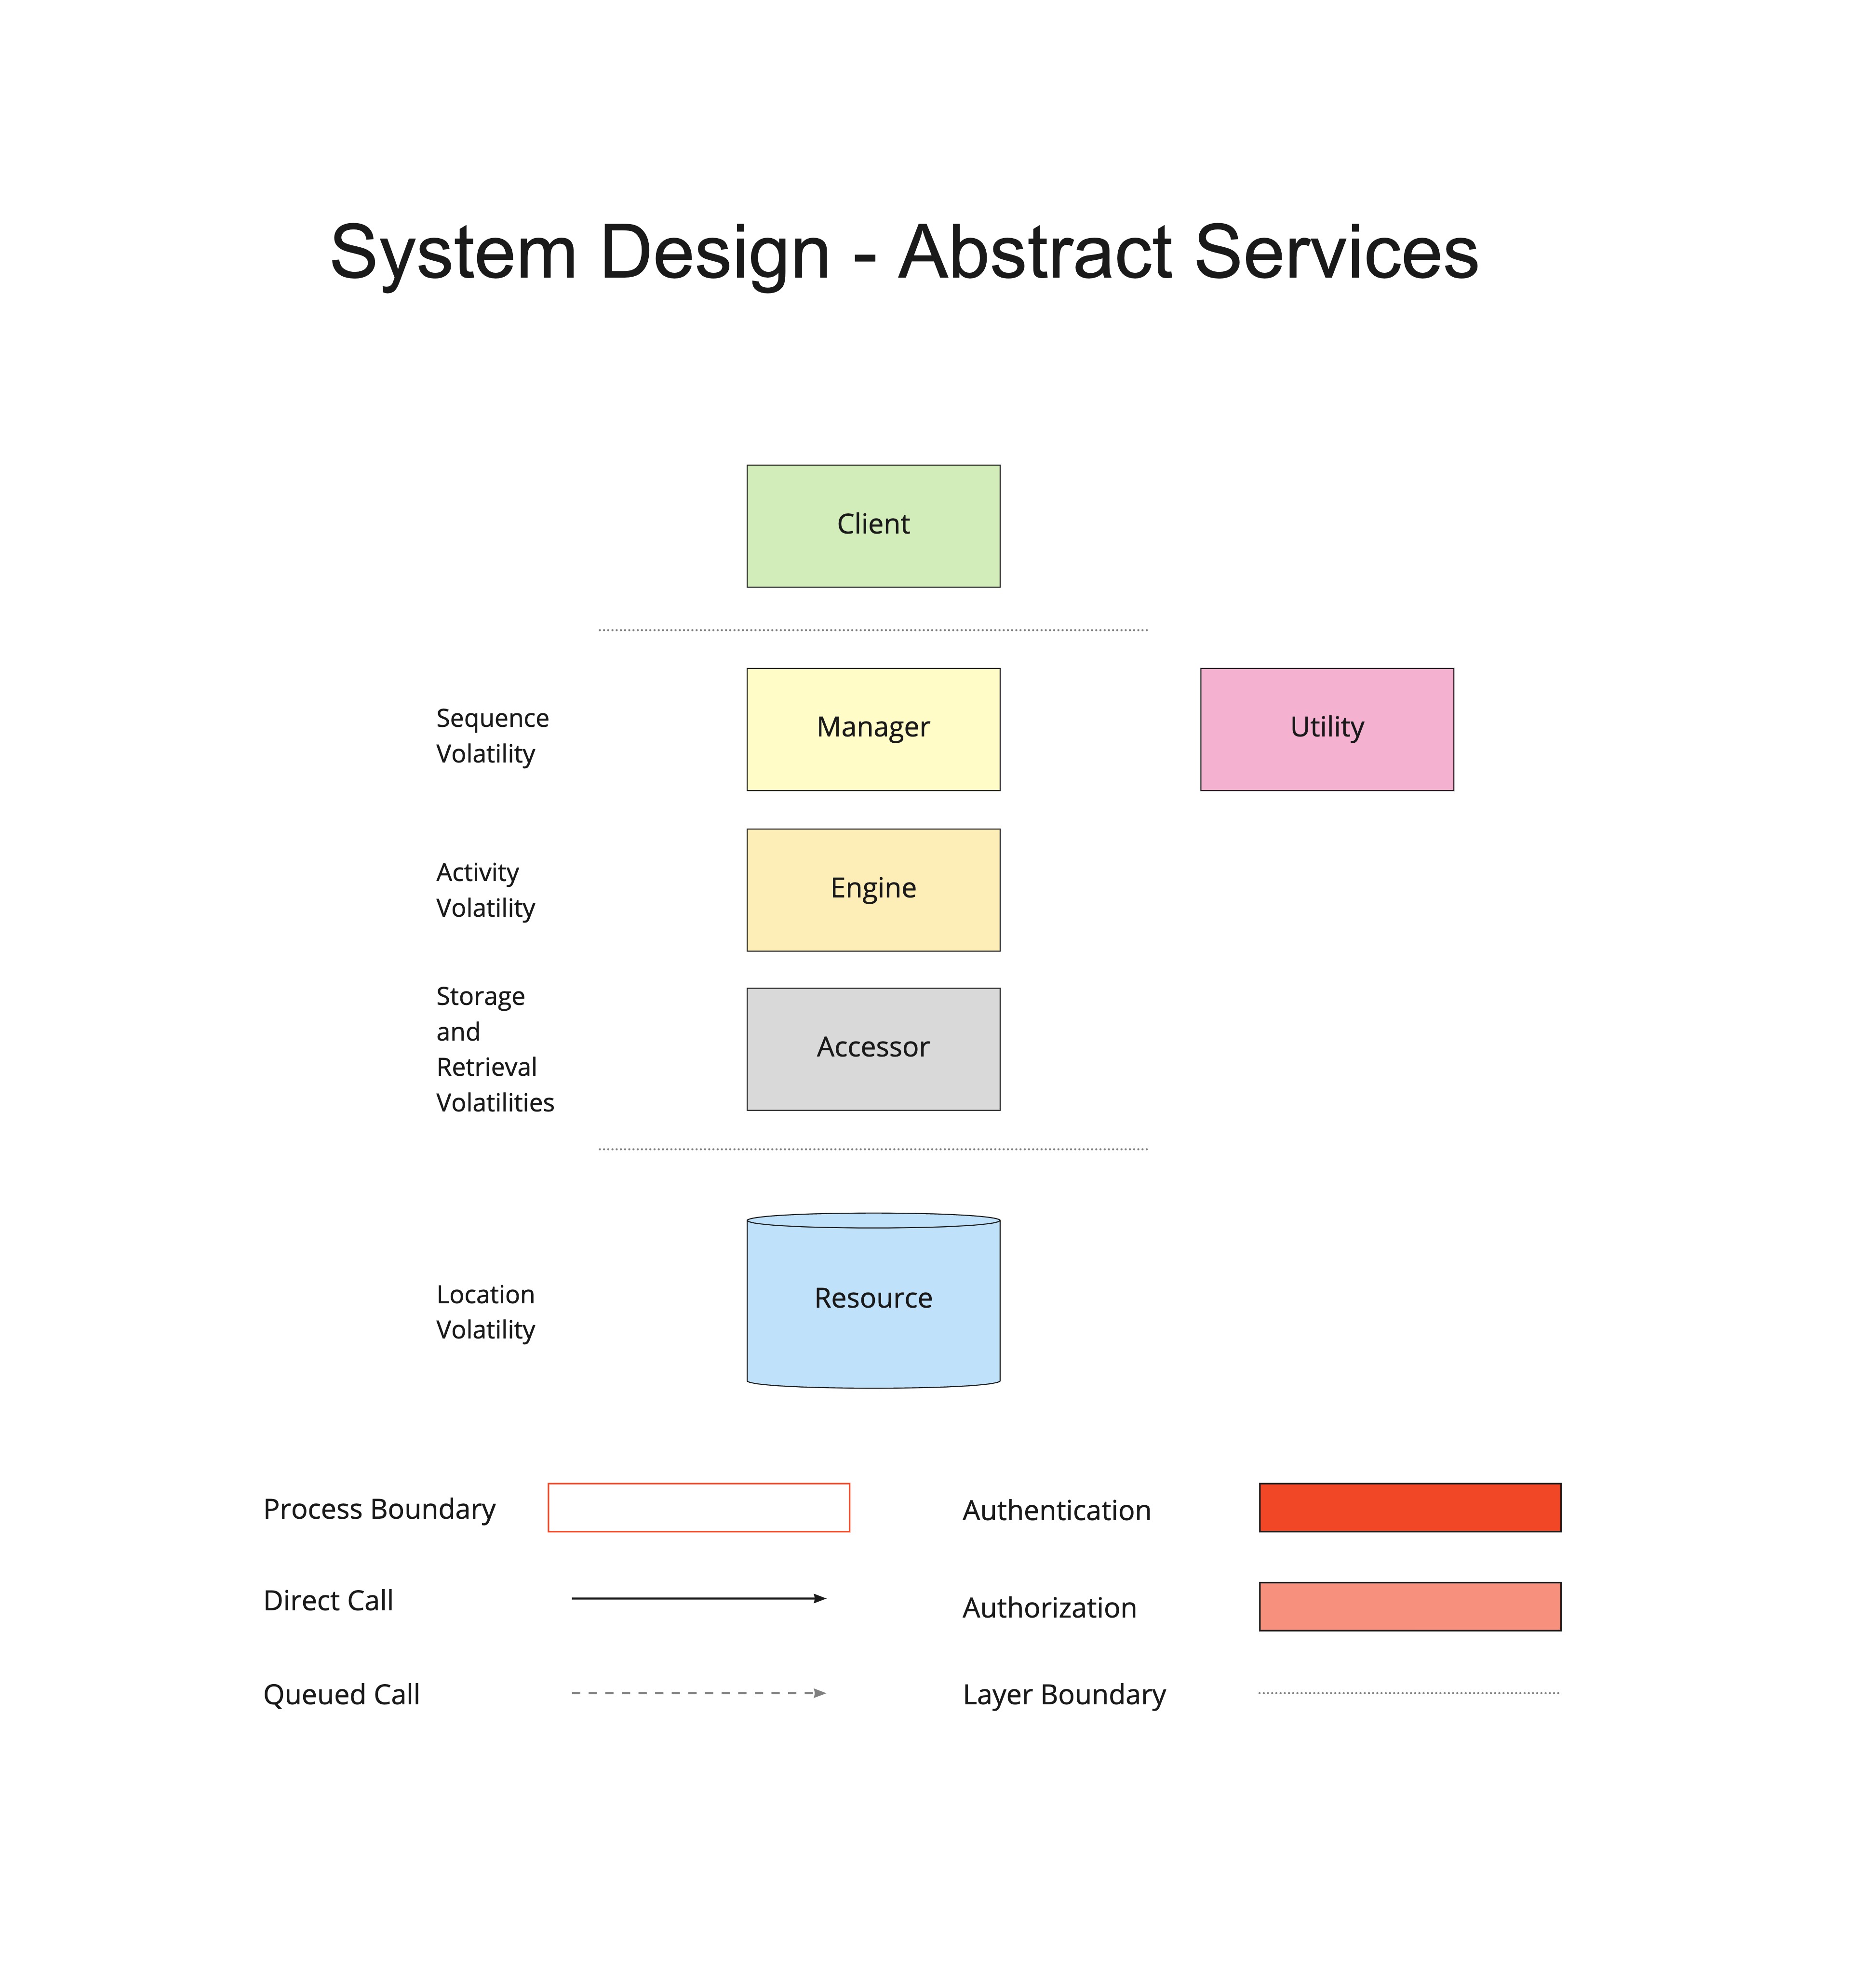 System Design - Abstract Services
Client
Sequence
Volatility
Manager
Utility
Activity
Volatility
Engine
Storage
and
Retrieval
Volatilities
Accessor
Location
Volatility
Resource
Process Boundary
Authentication
Direct Call
Authorization
Queued Call
Layer Boundary